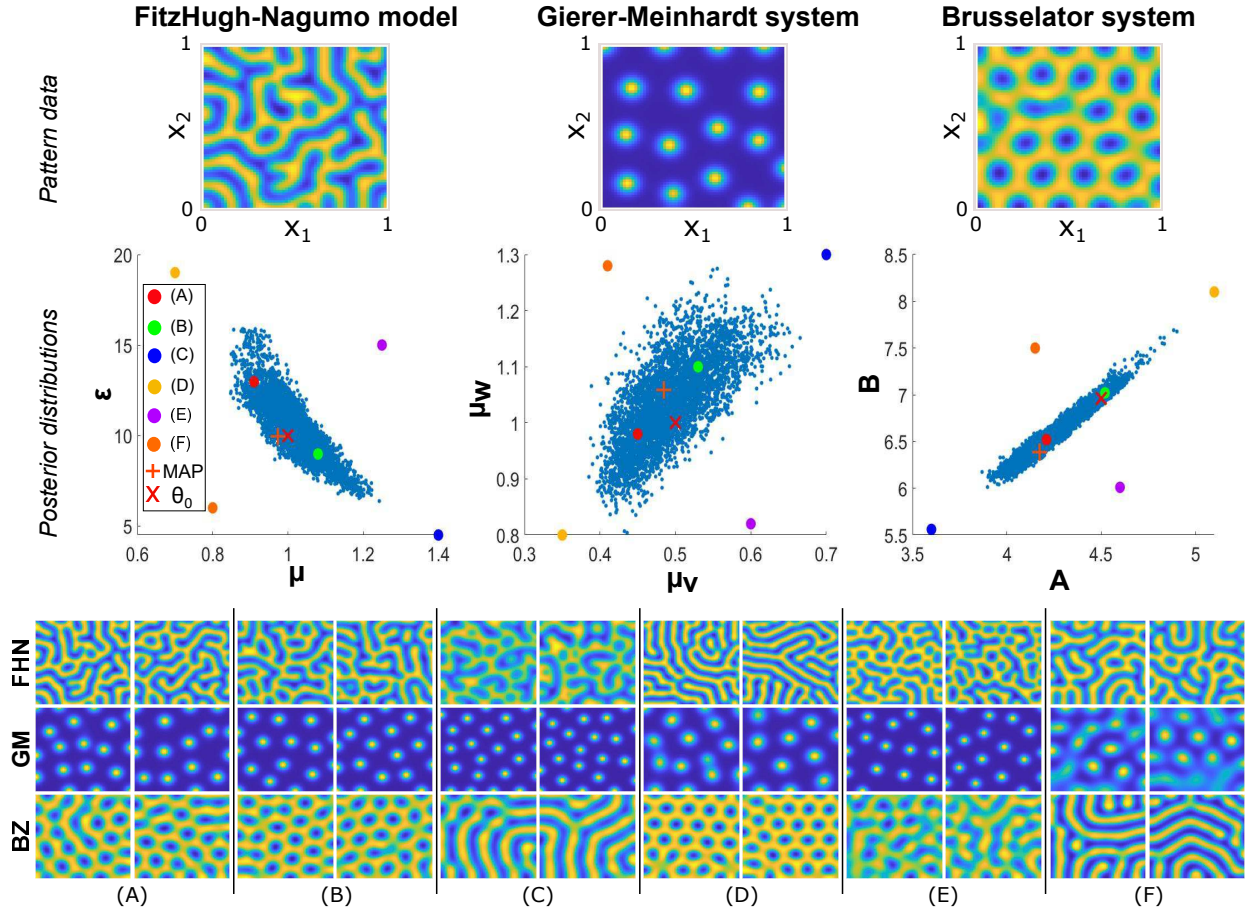 FitzHugh-Nagumo model Gierer-Meinhardt system Brusselator system
Pattern data
1 1 1
X2 X2 X2
0 0 0
0 X1 1 0 X1 1 0 X1 1
Posterior distributions
20
15
10
5
ε
0.6 0.8 1 1.2 1.4
μ
(A)
(B)
(C)
(D)
(E)
(F)
MAP
θ0
1.3
1.2
1.1
1
0.9
0.8
μw
0.3 0.4 0.5 0.6 0.7
μv
8.5
8
7.5
7
6.5
6
5.5
B
3.5 4 4.5 5
A
FHN
GM
BZ
(A) (B) (C) (D) (E) (F)